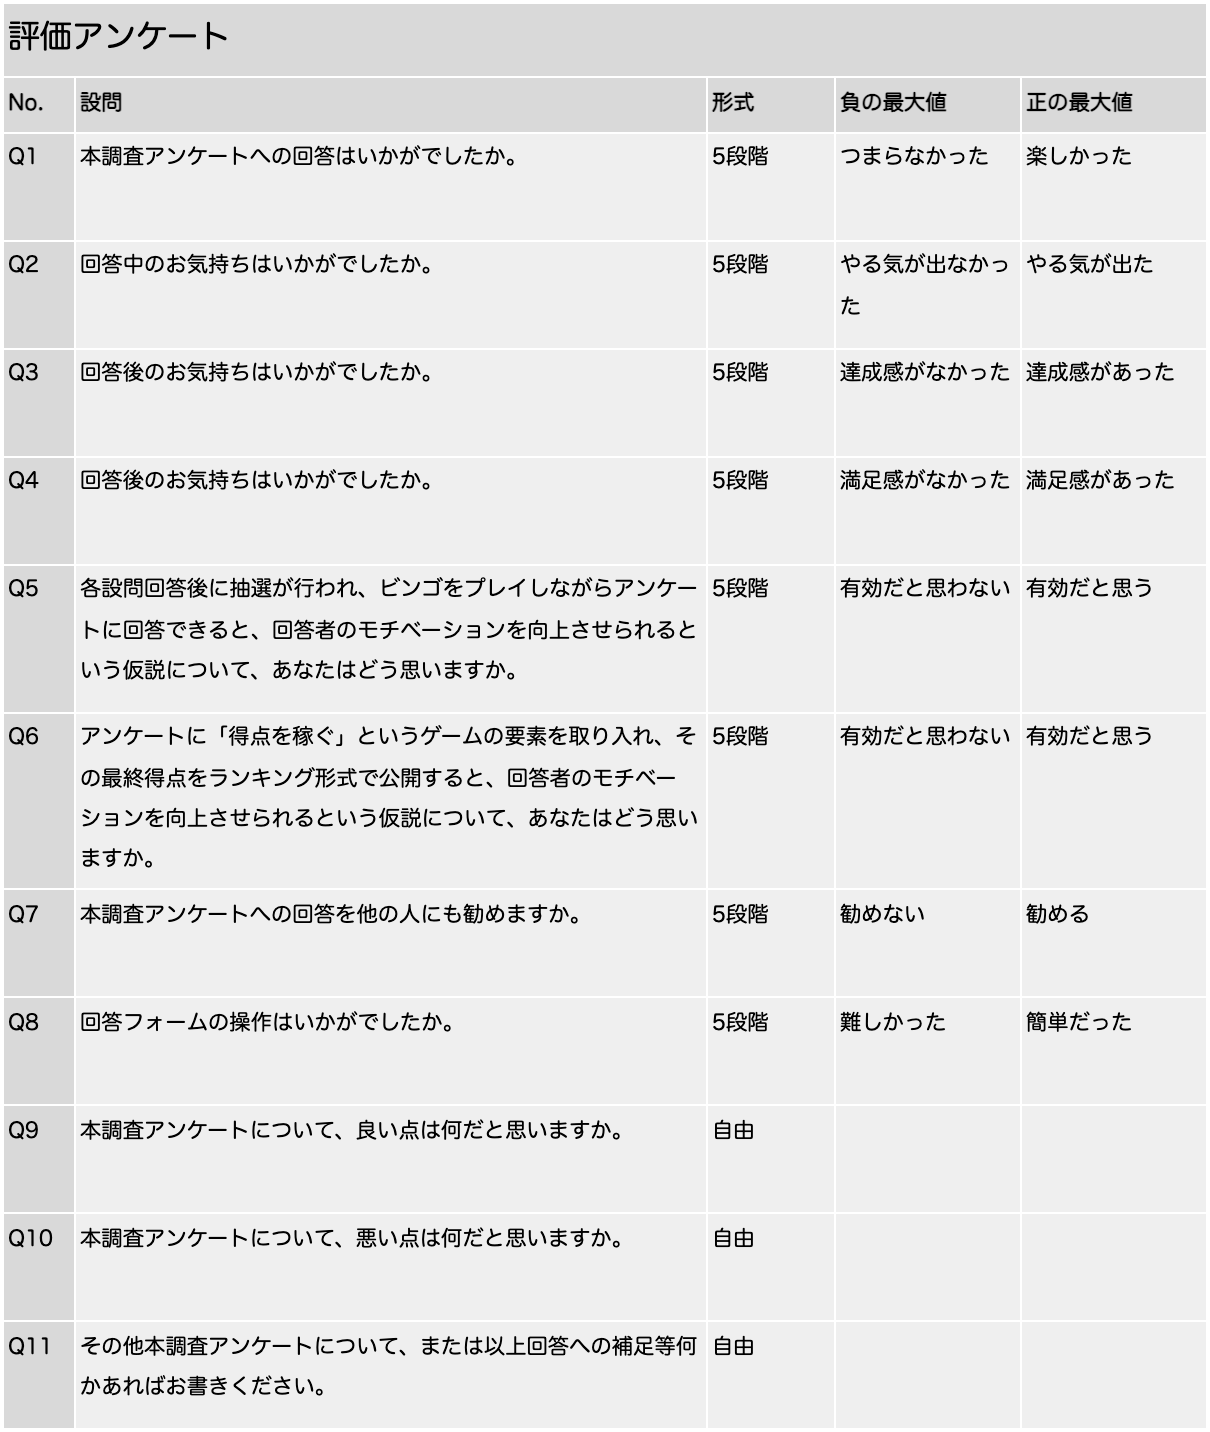 評価アンケート
No. 設問 形式 負の最大値 正の最大値
Q1 本調査アンケートへの回答はいかがでしたか。 5段階 つまらなかった 楽しかった
Q2 回答中のお気持ちはいかがでしたか。 5段階 やる気が出なかっ やる気が出た
た
Q3 回答後のお気持ちはいかがでしたか。 5段階 達成感がなかった 達成感があった
Q4 回答後のお気持ちはいかがでしたか。 5段階 満足感がなかった 満足感があった
Q5 各設問回答後に抽選が行われ、ビンゴをプレイしながらアンケー 5段階 有効だと思わない 有効だと思う
トに回答できると、回答者のモチベーションを向上させられると
いう仮説について、あなたはどう思いますか。
Q6 アンケートに「得点を稼ぐ」というゲームの要素を取り入れ、そ 5段階 有効だと思わない 有効だと思う
の最終得点をランキング形式で公開すると、回答者のモチベー
ションを向上させられるという仮説について、あなたはどう思い
ますか。
Q7 本調査アンケートへの回答を他の人にも勧めますか。 5段階 勧めない 勧める
Q8 回答フォームの操作はいかがでしたか。 5段階 難しかった 簡単だった
Q9 本調査アンケートについて、良い点は何だと思いますか。 自由
Q10 本調査アンケートについて、悪い点は何だと思いますか。 自由
Q11 その他本調査アンケートについて、または以上回答への補足等何 自由
かあればお書きください。